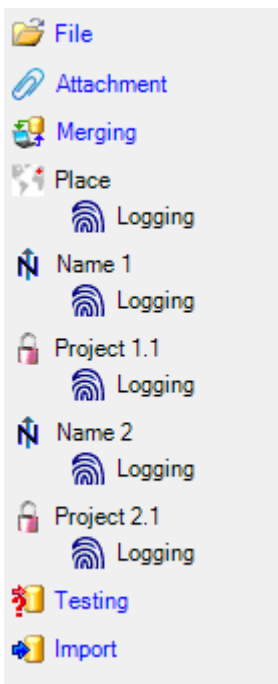 File
Attachment
Merging
Place
Logging
Name 1
Logging
Project 1.1
Logging
Name 2
Logging
Project 2.1
Logging
Testing
Import